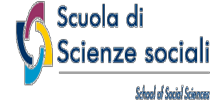 Scuola di
Scienze sociali
School of Social Sciences